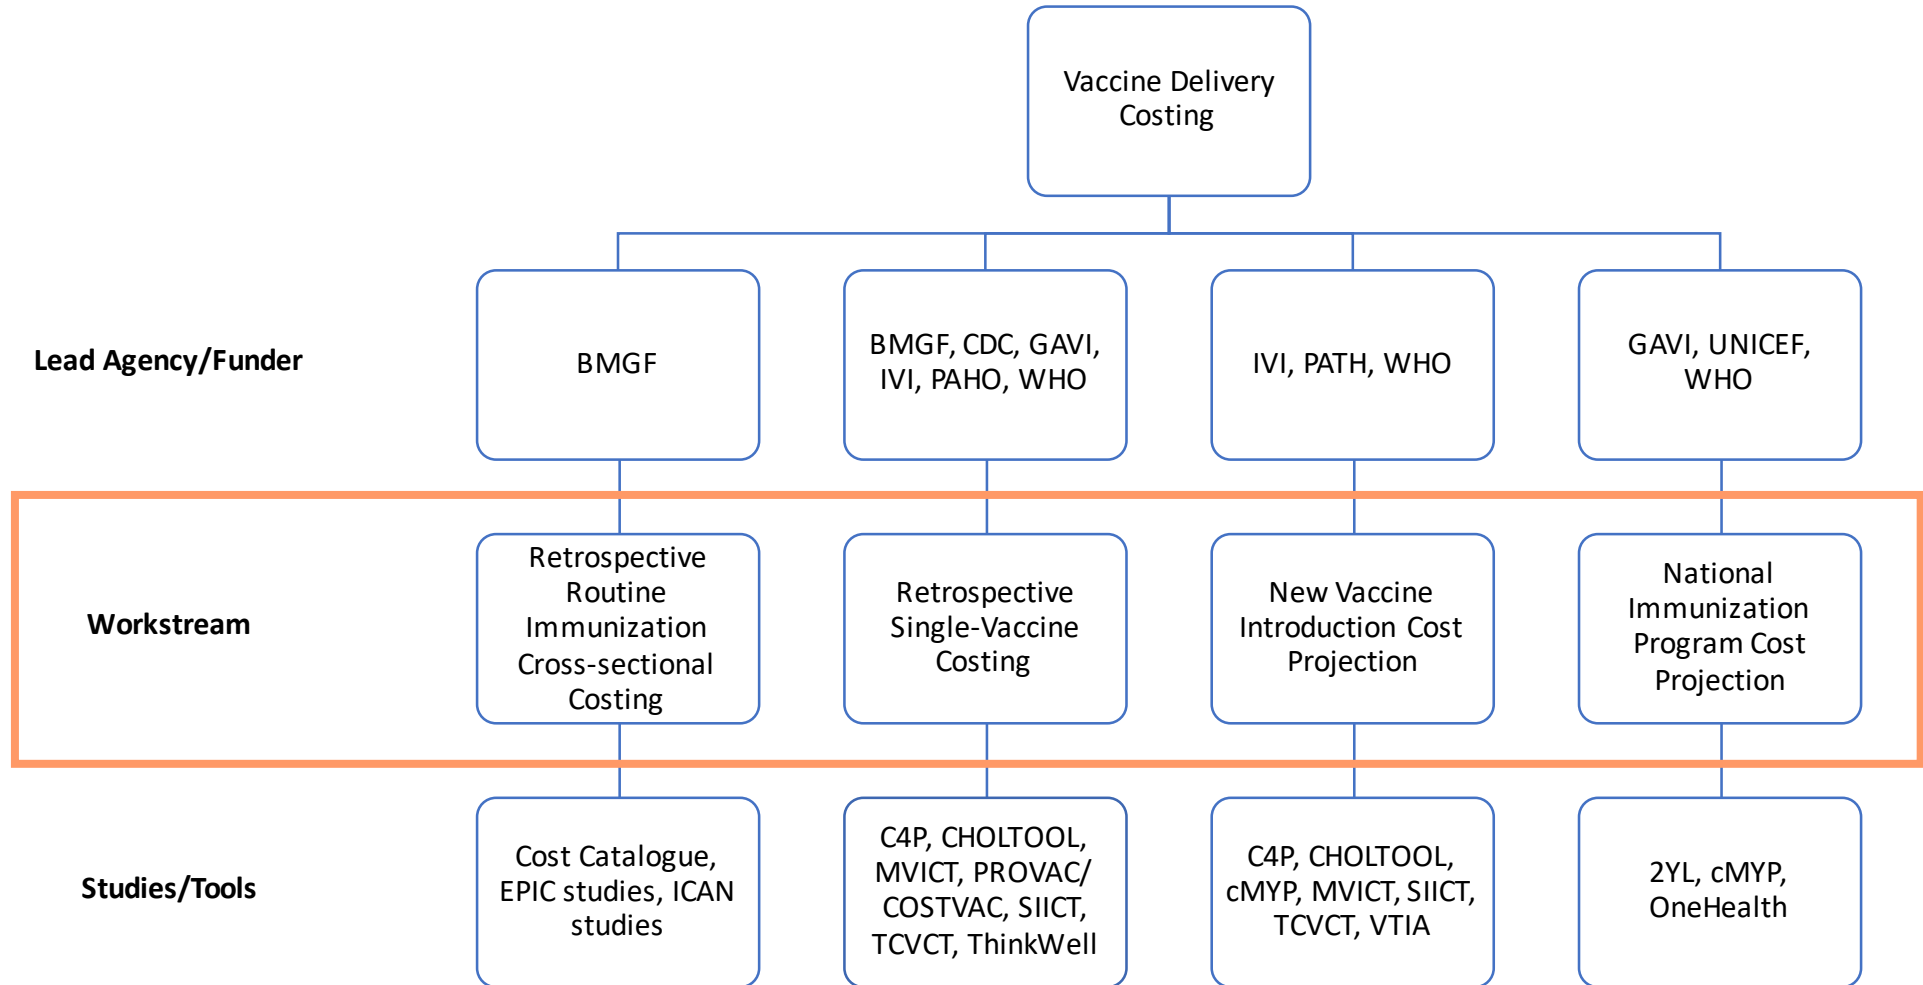 Vaccine Delivery
Costing
Lead Agency/Funder
BMGF
BMGF, CDC, GAVI,
IVI, PAHO, WHO
IVI, PATH, WHO
GAVI, UNICEF,
WHO
Workstream
Retrospective
Routine
Immunization
Cross-sectional
Costing
Retrospective
Single-Vaccine
Costing
New Vaccine
Introduction Cost
Projection
National
Immunization
Program Cost
Projection
Studies/Tools
Cost Catalogue,
EPIC studies, ICAN
studies
C4P, CHOLTOOL,
MVICT, PROVAC/
COSTVAC, SIICT,
TCVCT, ThinkWell
C4P, CHOLTOOL,
cMYP, MVICT, SIICT,
TCVCT, VTIA
2YL, cMYP,
OneHealth